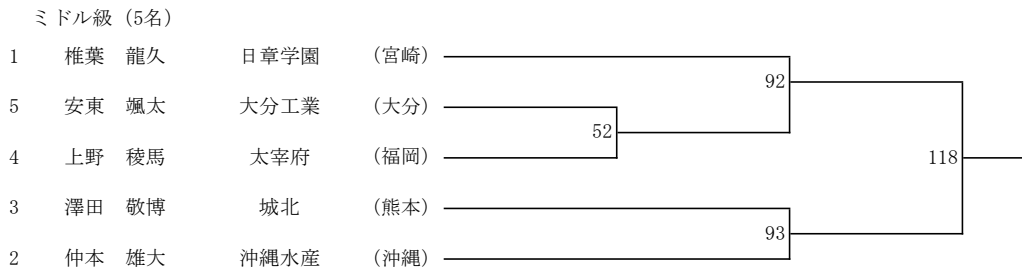 ミドル級（5名）
1 椎葉 龍久 日章学園 （宮崎）
92
5 安東 颯太 大分工業 （大分）
52
4 上野 稜馬 太宰府 （福岡）
118
3 澤田 敬博 城北 （熊本）
93
2 仲本 雄大 沖縄水産 （沖縄）